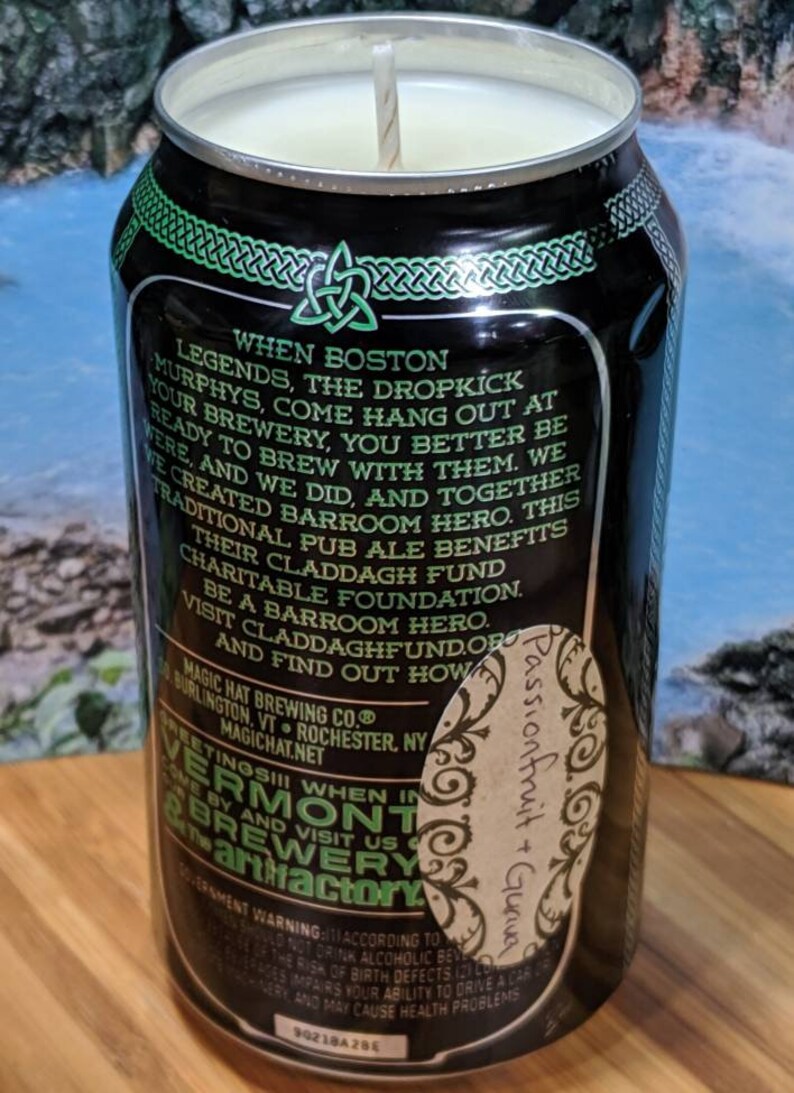 WHEN BOSTON
LEGENDS, THE DROPKICK
MURPHYS, COME HANG OUT AT
YOUR BREWERY, YOU BETTER BE
READY TO BREW WITH THEM. WE
WERE, AND WE DID, AND TOGETHER
WE CREATED BARROOM HERO. THIS
TRADITIONAL PUB ALE BENEFITS
THEIR CLADDAGH FUND
CHARITABLE FOUNDATION.
BE A BARROOM HERO.
VISIT CLADDAGHFUND.ORG
AND FIND OUT HOW
MAGIC HAT BREWING CO.®
SO. BURLINGTON, VT • ROCHESTER, NY
MAGICHAT.NET
GREETINGS!!! WHEN IN
VERMONT
COME BY AND VISIT US
BREWERY
& The artifactory.
GOVERNMENT WARNING: (1) ACCORDING TO
NOT DRINK ALCOHOLIC
THE RISK OF BIRTH DEFECTS. (2)
IMPAIRS YOUR ABILITY TO DRIVE A CAR
AND MAY CAUSE HEALTH PROBLEMS
90218A28E
Passionfruit + Guava